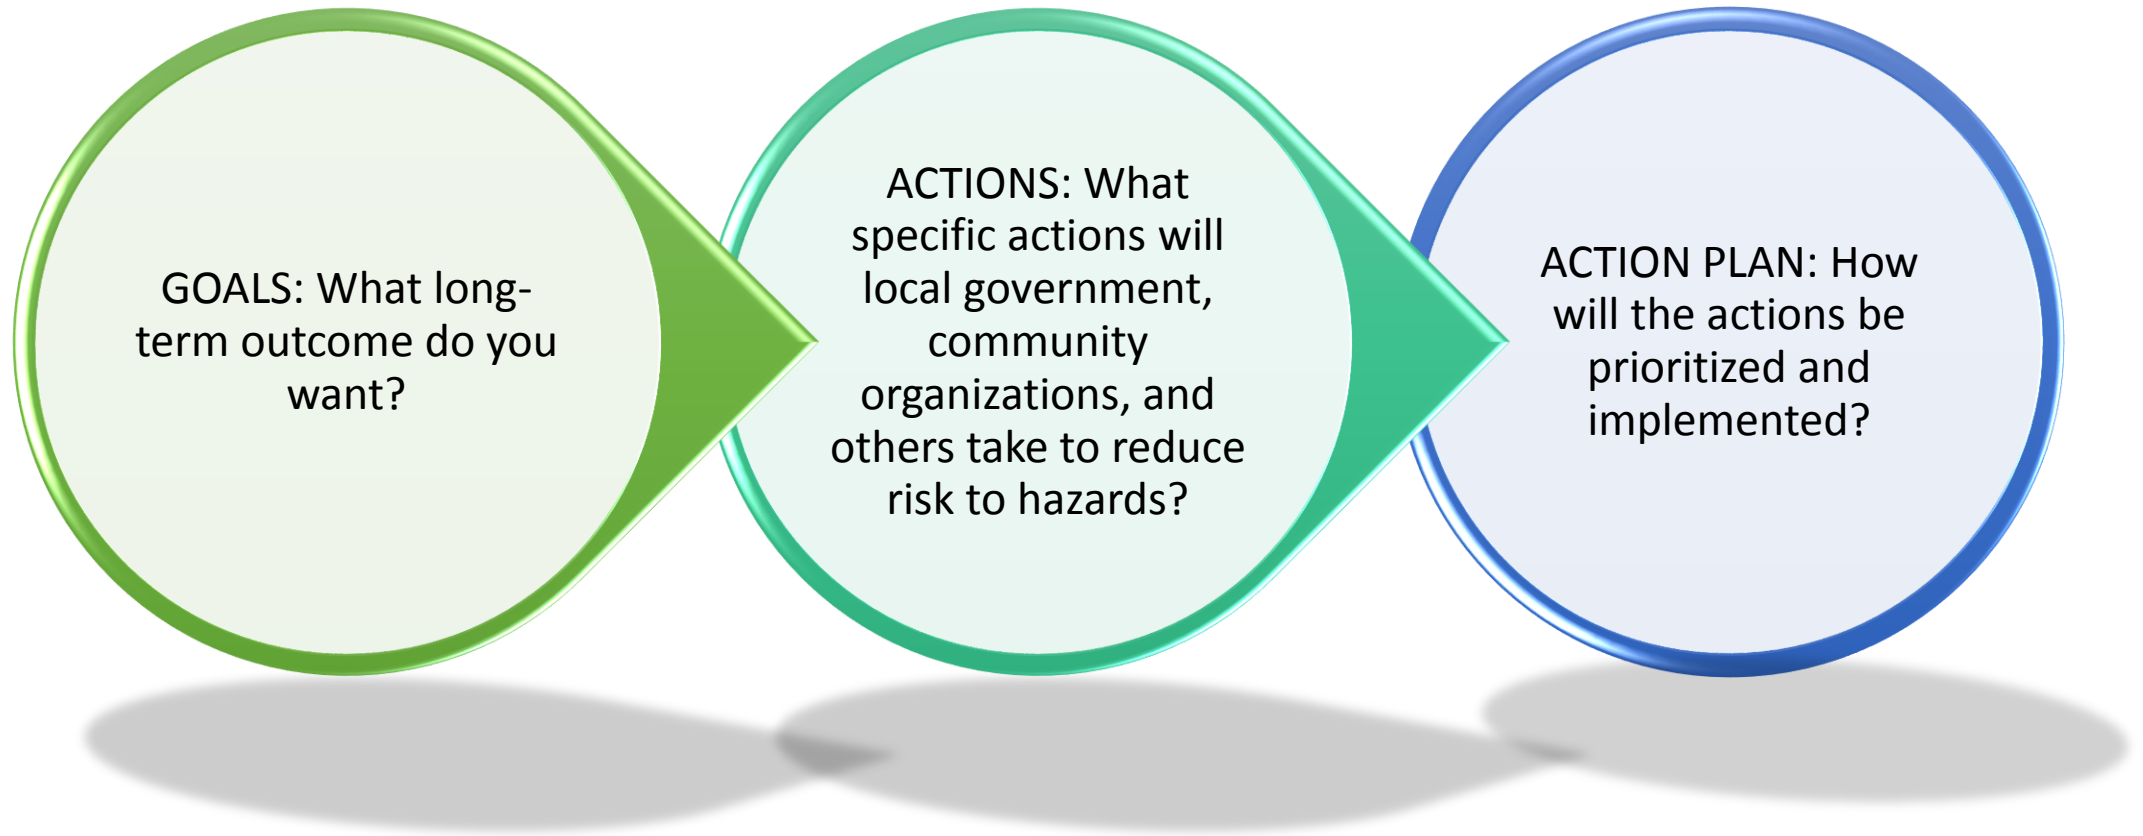 GOALS: What long-
term outcome do you
want?
ACTIONS: What
specific actions will
local government,
community
organizations, and
others take to reduce
risk to hazards?
ACTION PLAN: How
will the actions be
prioritized and
implemented?